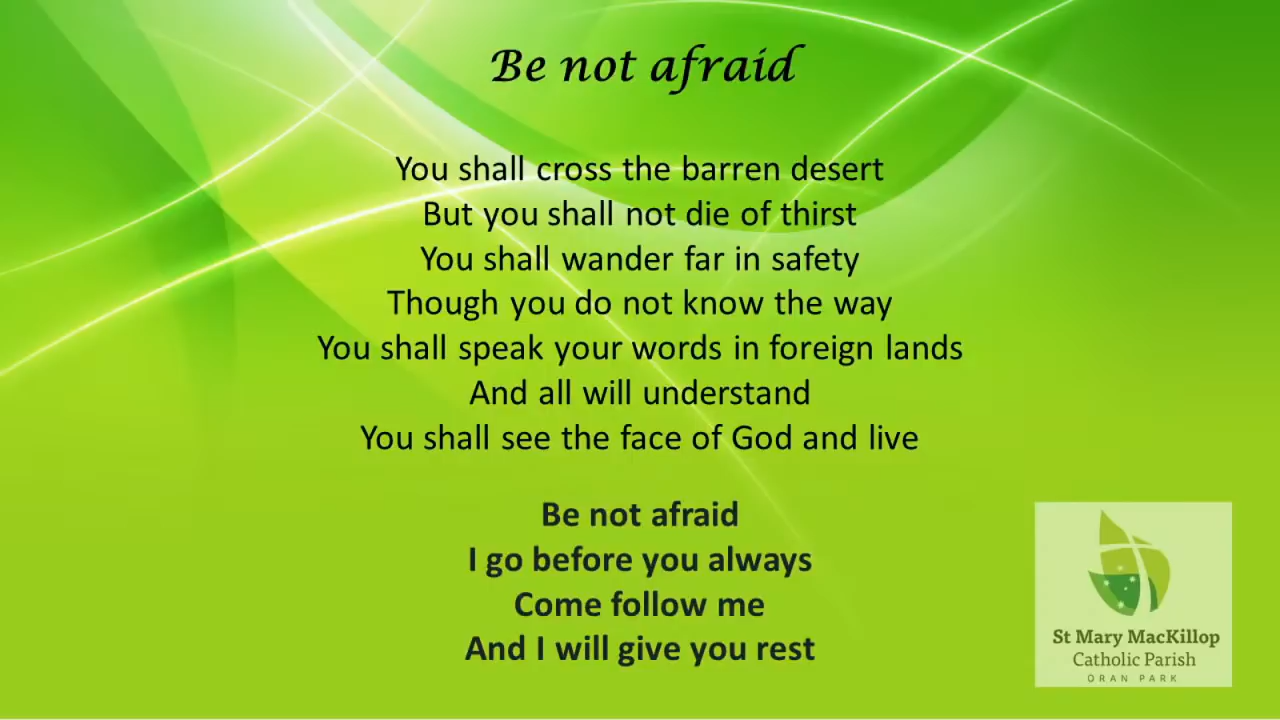 Be not afraid
You shall cross the barren desert
But you shall not die of thirst
You shall wander far in safety
Though you do not know the way
You shall speak your words in foreign lands
And all will understand
You shall see the face of God and live
Be not afraid
I go before you always
Come follow me
And I will give you rest
St Mary MacKillop
Catholic Parish
ORAN PARK